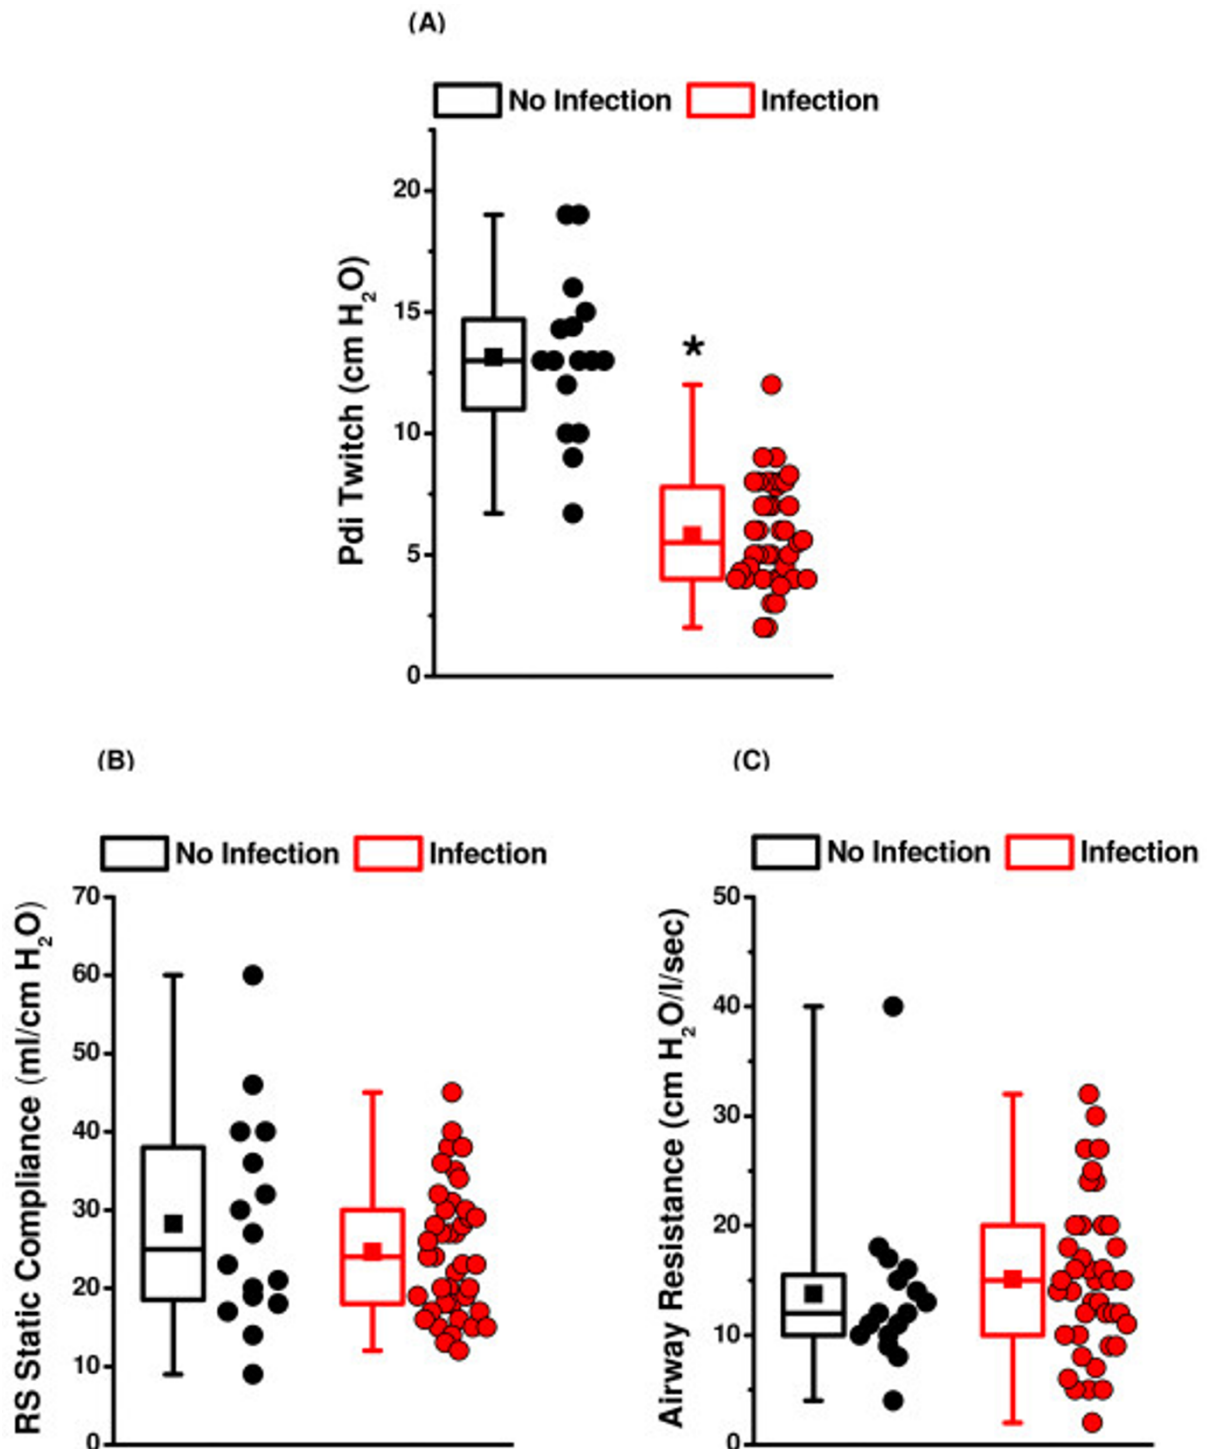 (A)
No Infection Infection
Pdi Twitch (cm H2O)
20
15
10
5
0
*
(B)
No Infection Infection
RS Static Compliance (ml/cm H2O)
70
60
50
40
30
20
10
0
(C)
No Infection Infection
Airway Resistance (cm H2O/l/sec)
50
40
30
20
10
0